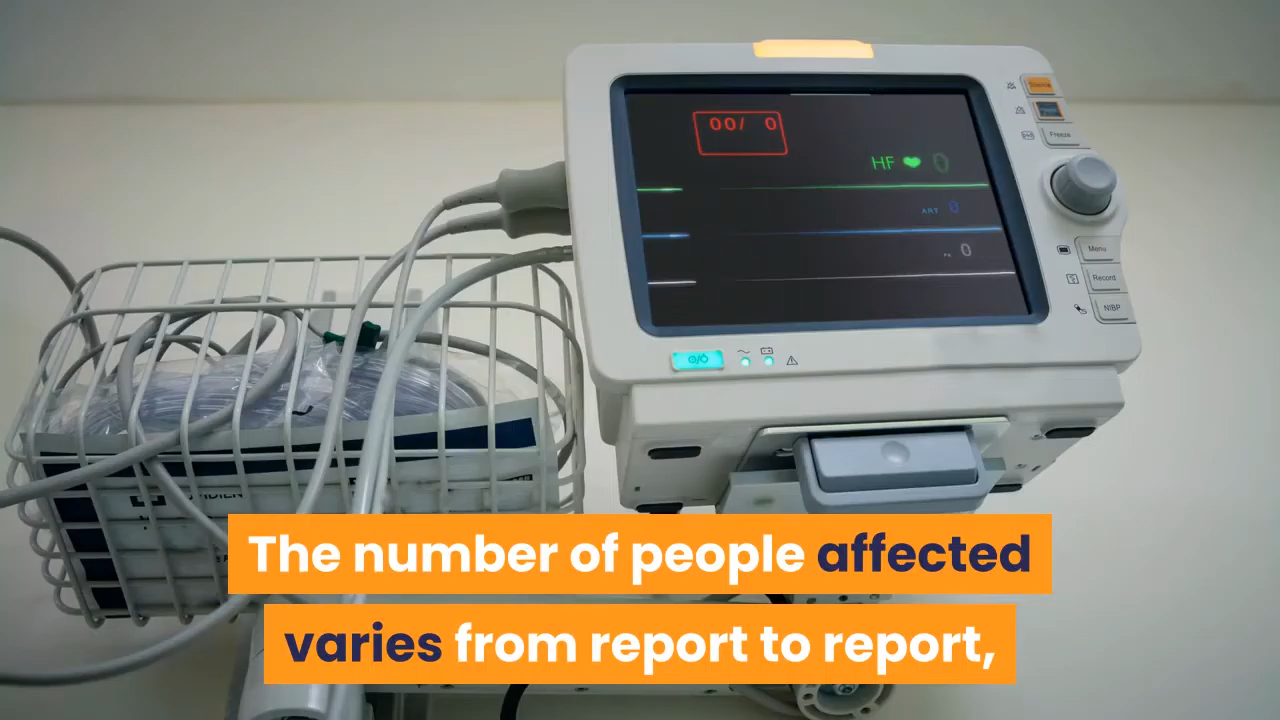 00/ 0
HF 0
ART 0
0
Freeze
Menu
Record
NIBP
The number of people affected
varies from report to report,